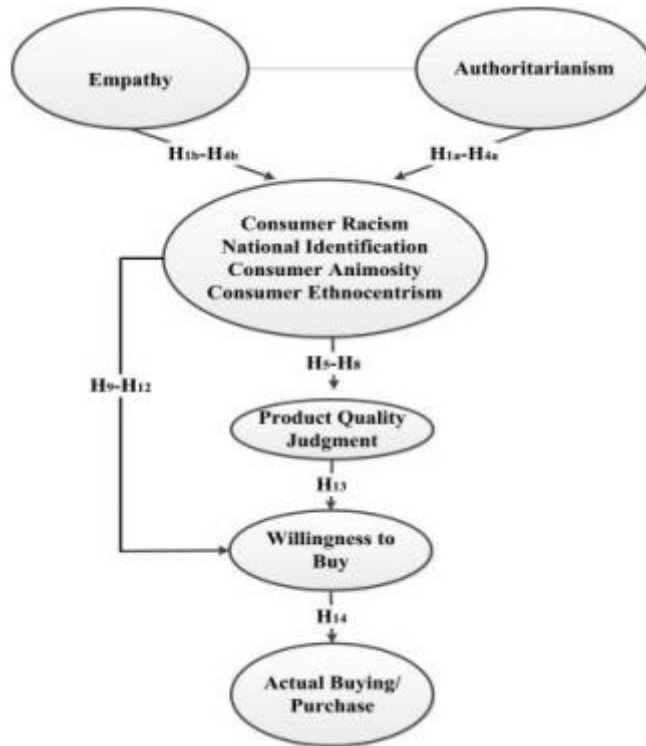 Empathy
Authoritarianism
H1b-H4b
H1a-H4a
Consumer Racism
National Identification
Consumer Animosity
Consumer Ethnocentrism
H5-H8
H9-H12
Product Quality
Judgment
H13
Willingness to
Buy
H14
Actual Buying/
Purchase